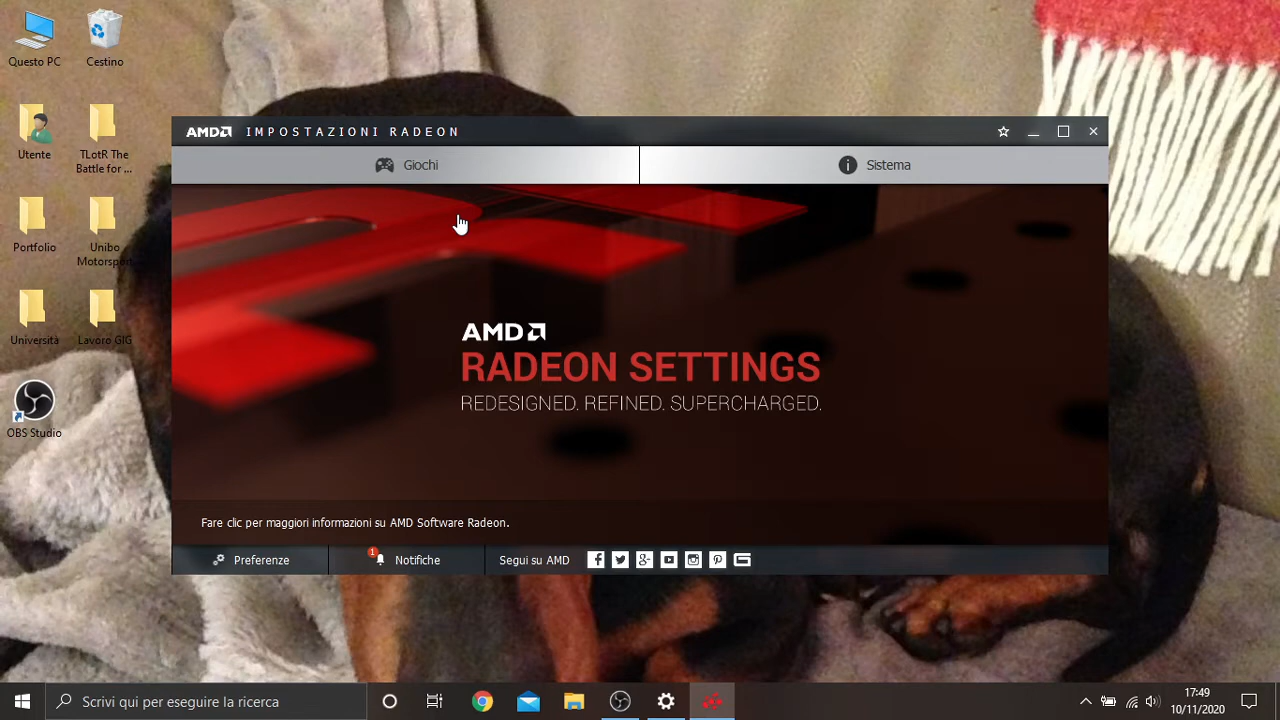 Questo PC
Cestino
Utente
TLotR The
Battle for ...
Portfolio
Unibo
Motorsport
Università
Lavoro GIG
OBS Studio
AMD IMPOSTAZIONI RADEON
Giochi
Sistema
AMD
RADEON SETTINGS
REDESIGNED. REFINED. SUPERCHARGED.
Fare clic per maggiori informazioni su AMD Software Radeon.
Preferenze
1
Notifiche
Segui su AMD
Scrivi qui per eseguire la ricerca
17:49
10/11/2020